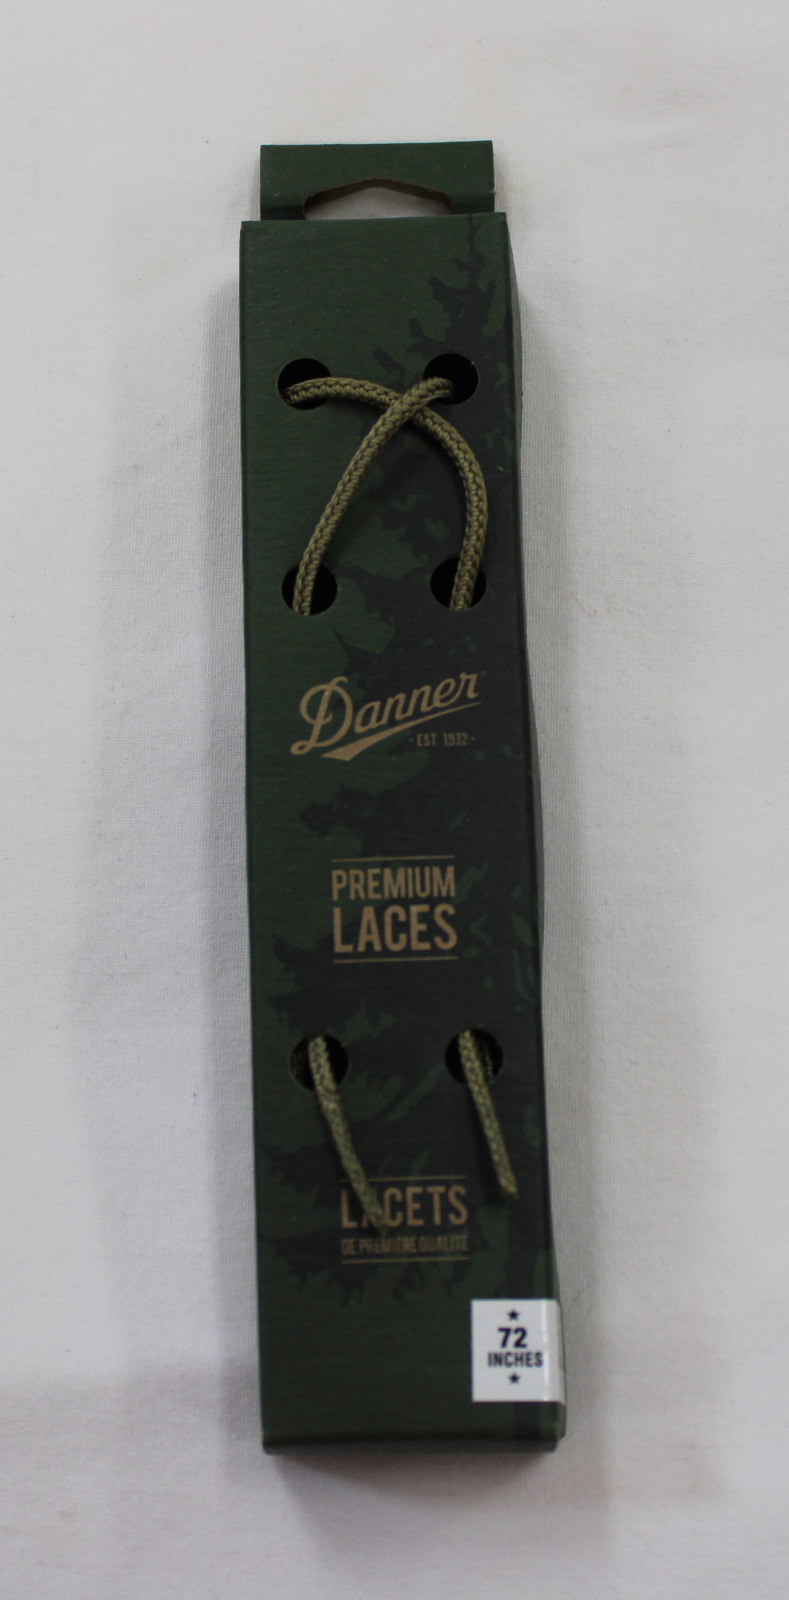 Danner
- EST. 1932 -
PREMIUM
LACES
LACETS
DE PREMIÈRE QUALITÉ
★
72
INCHES
★